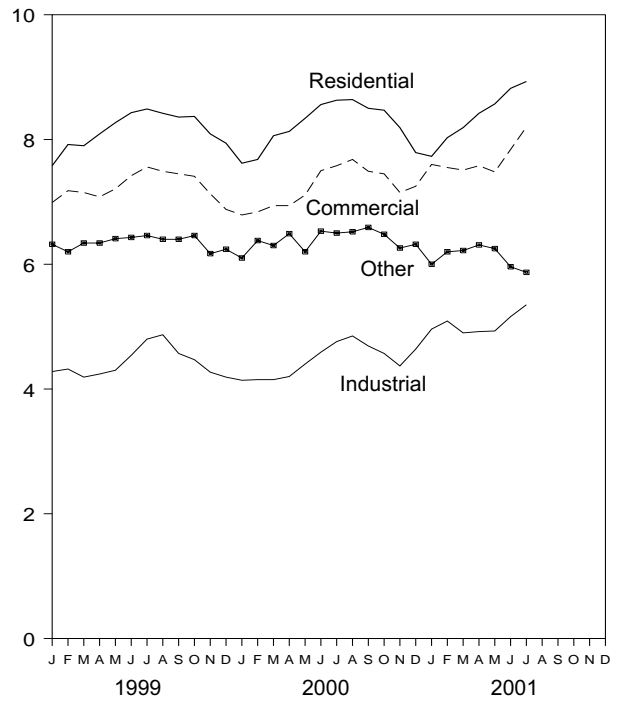 10
Residential
8
Commercial
6
Other
Industrial
4
2
0
J F M A M J J A S O N D J F M A M J J A S O N D J F M A M J J A S O N D
1999 2000 2001